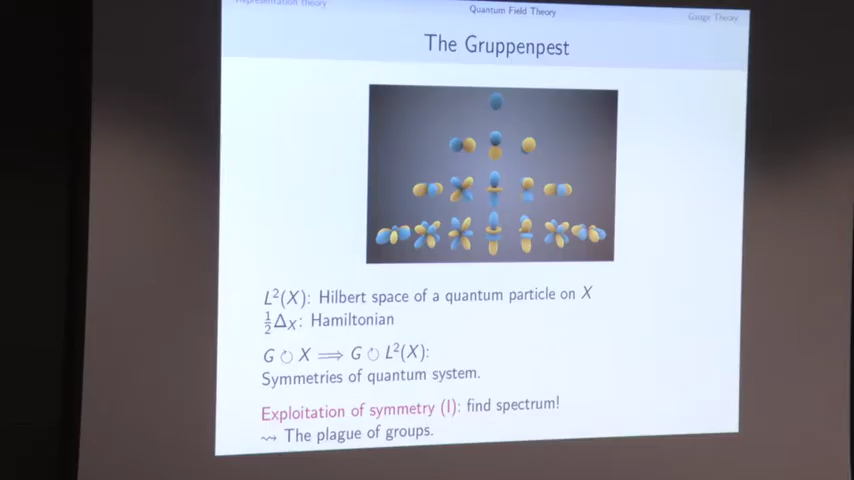 Representation Theory
Quantum Field Theory
Gauge Theory
The Gruppenpest
L²(X): Hilbert space of a quantum particle on X
½Δ_X: Hamiltonian
G ↻ X ⟹ G ↻ L²(X):
Symmetries of quantum system.
Exploitation of symmetry (I): find spectrum!
⇝ The plague of groups.